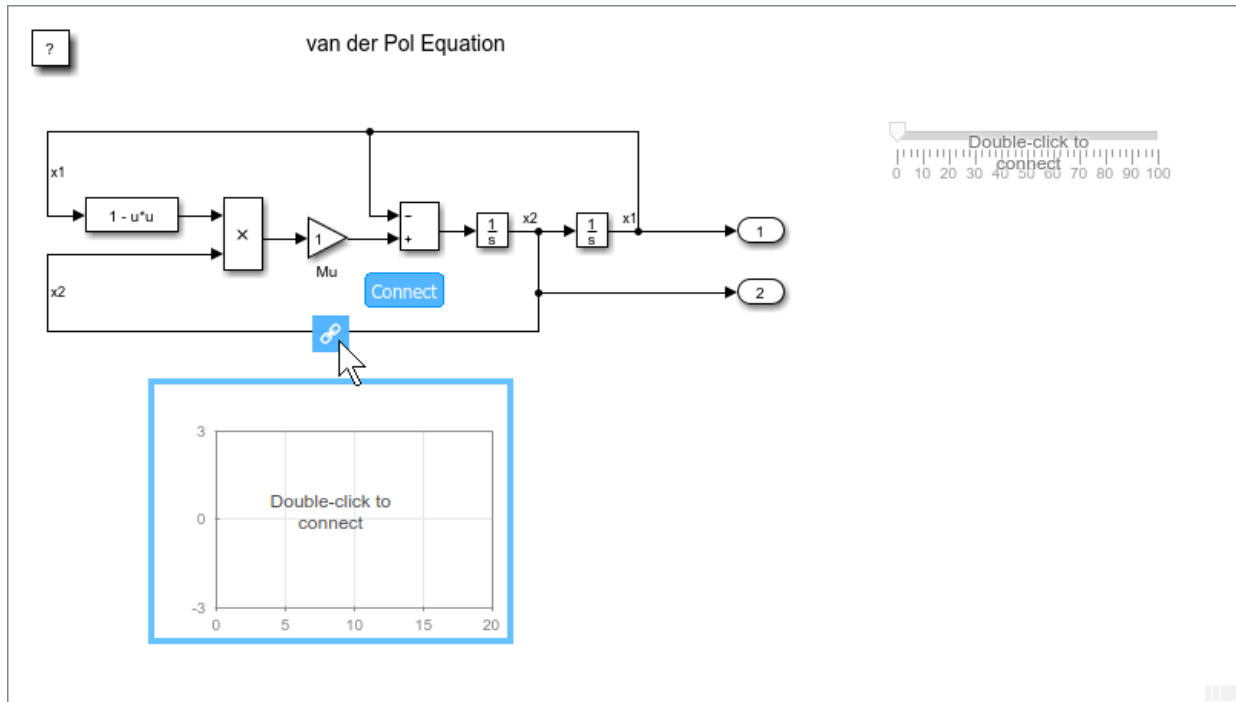 ?
van der Pol Equation
Double-click to
connect
0 10 20 30 40 50 60 70 80 90 100
x1
1 - u*u
×
1
Mu
−
+
1
s
x2
1
s
x1
1
x2
Connect
2
3
0
-3
Double-click to
connect
0 5 10 15 20